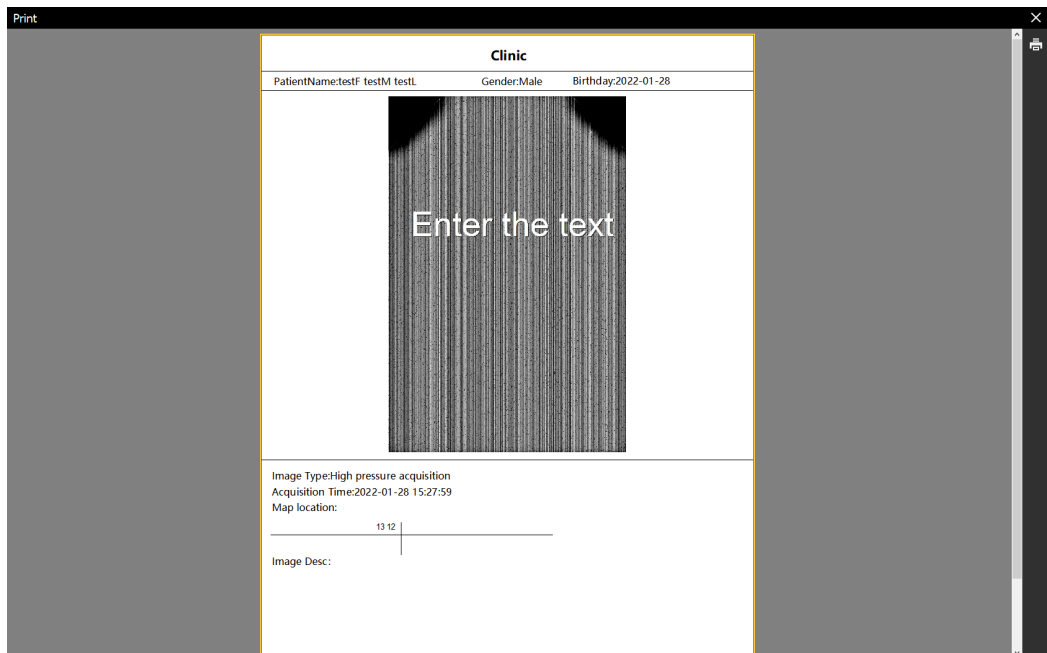 Print
Clinic
PatientName:testF testM testL Gender:Male Birthday:2022-01-28
Enter the text
Image Type:High pressure acquisition
Acquisition Time:2022-01-28 15:27:59
Map location:
13 12
Image Desc: